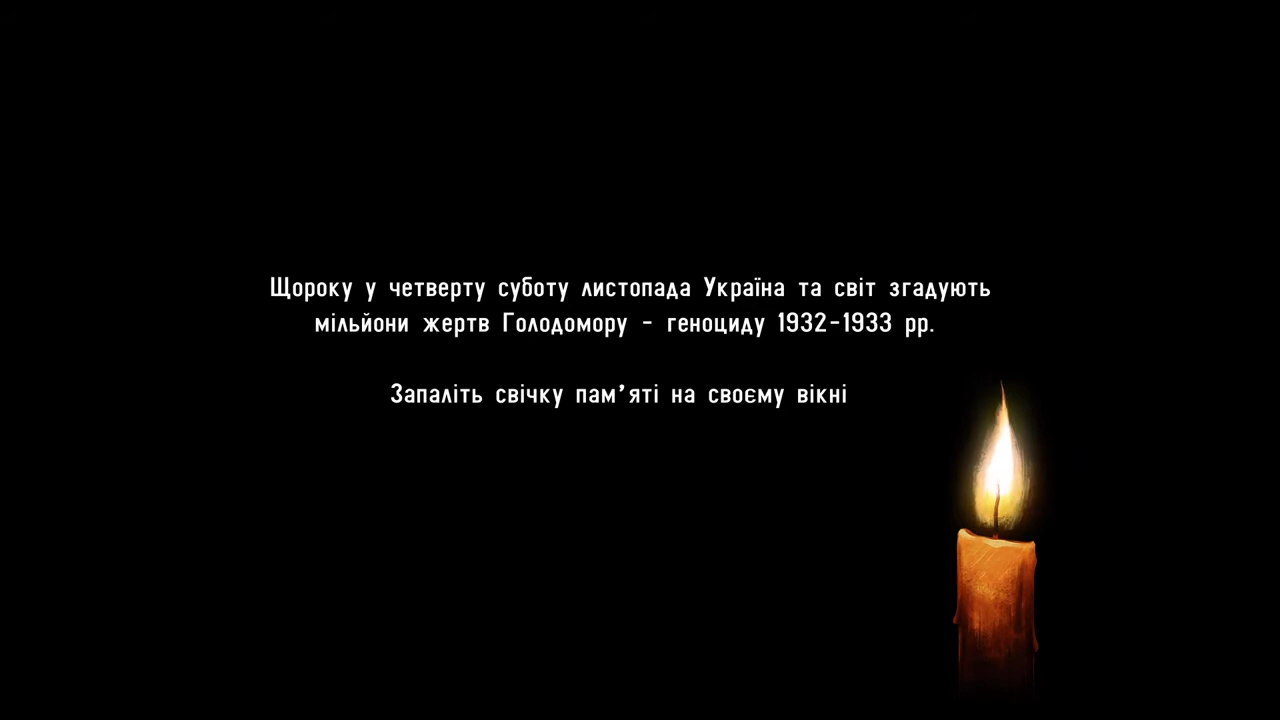 Щороку у четверту суботу листопада Україна та світ згадують
мільйони жертв Голодомору - геноциду 1932-1933 рр.
Запаліть свічку пам’яті на своєму вікні